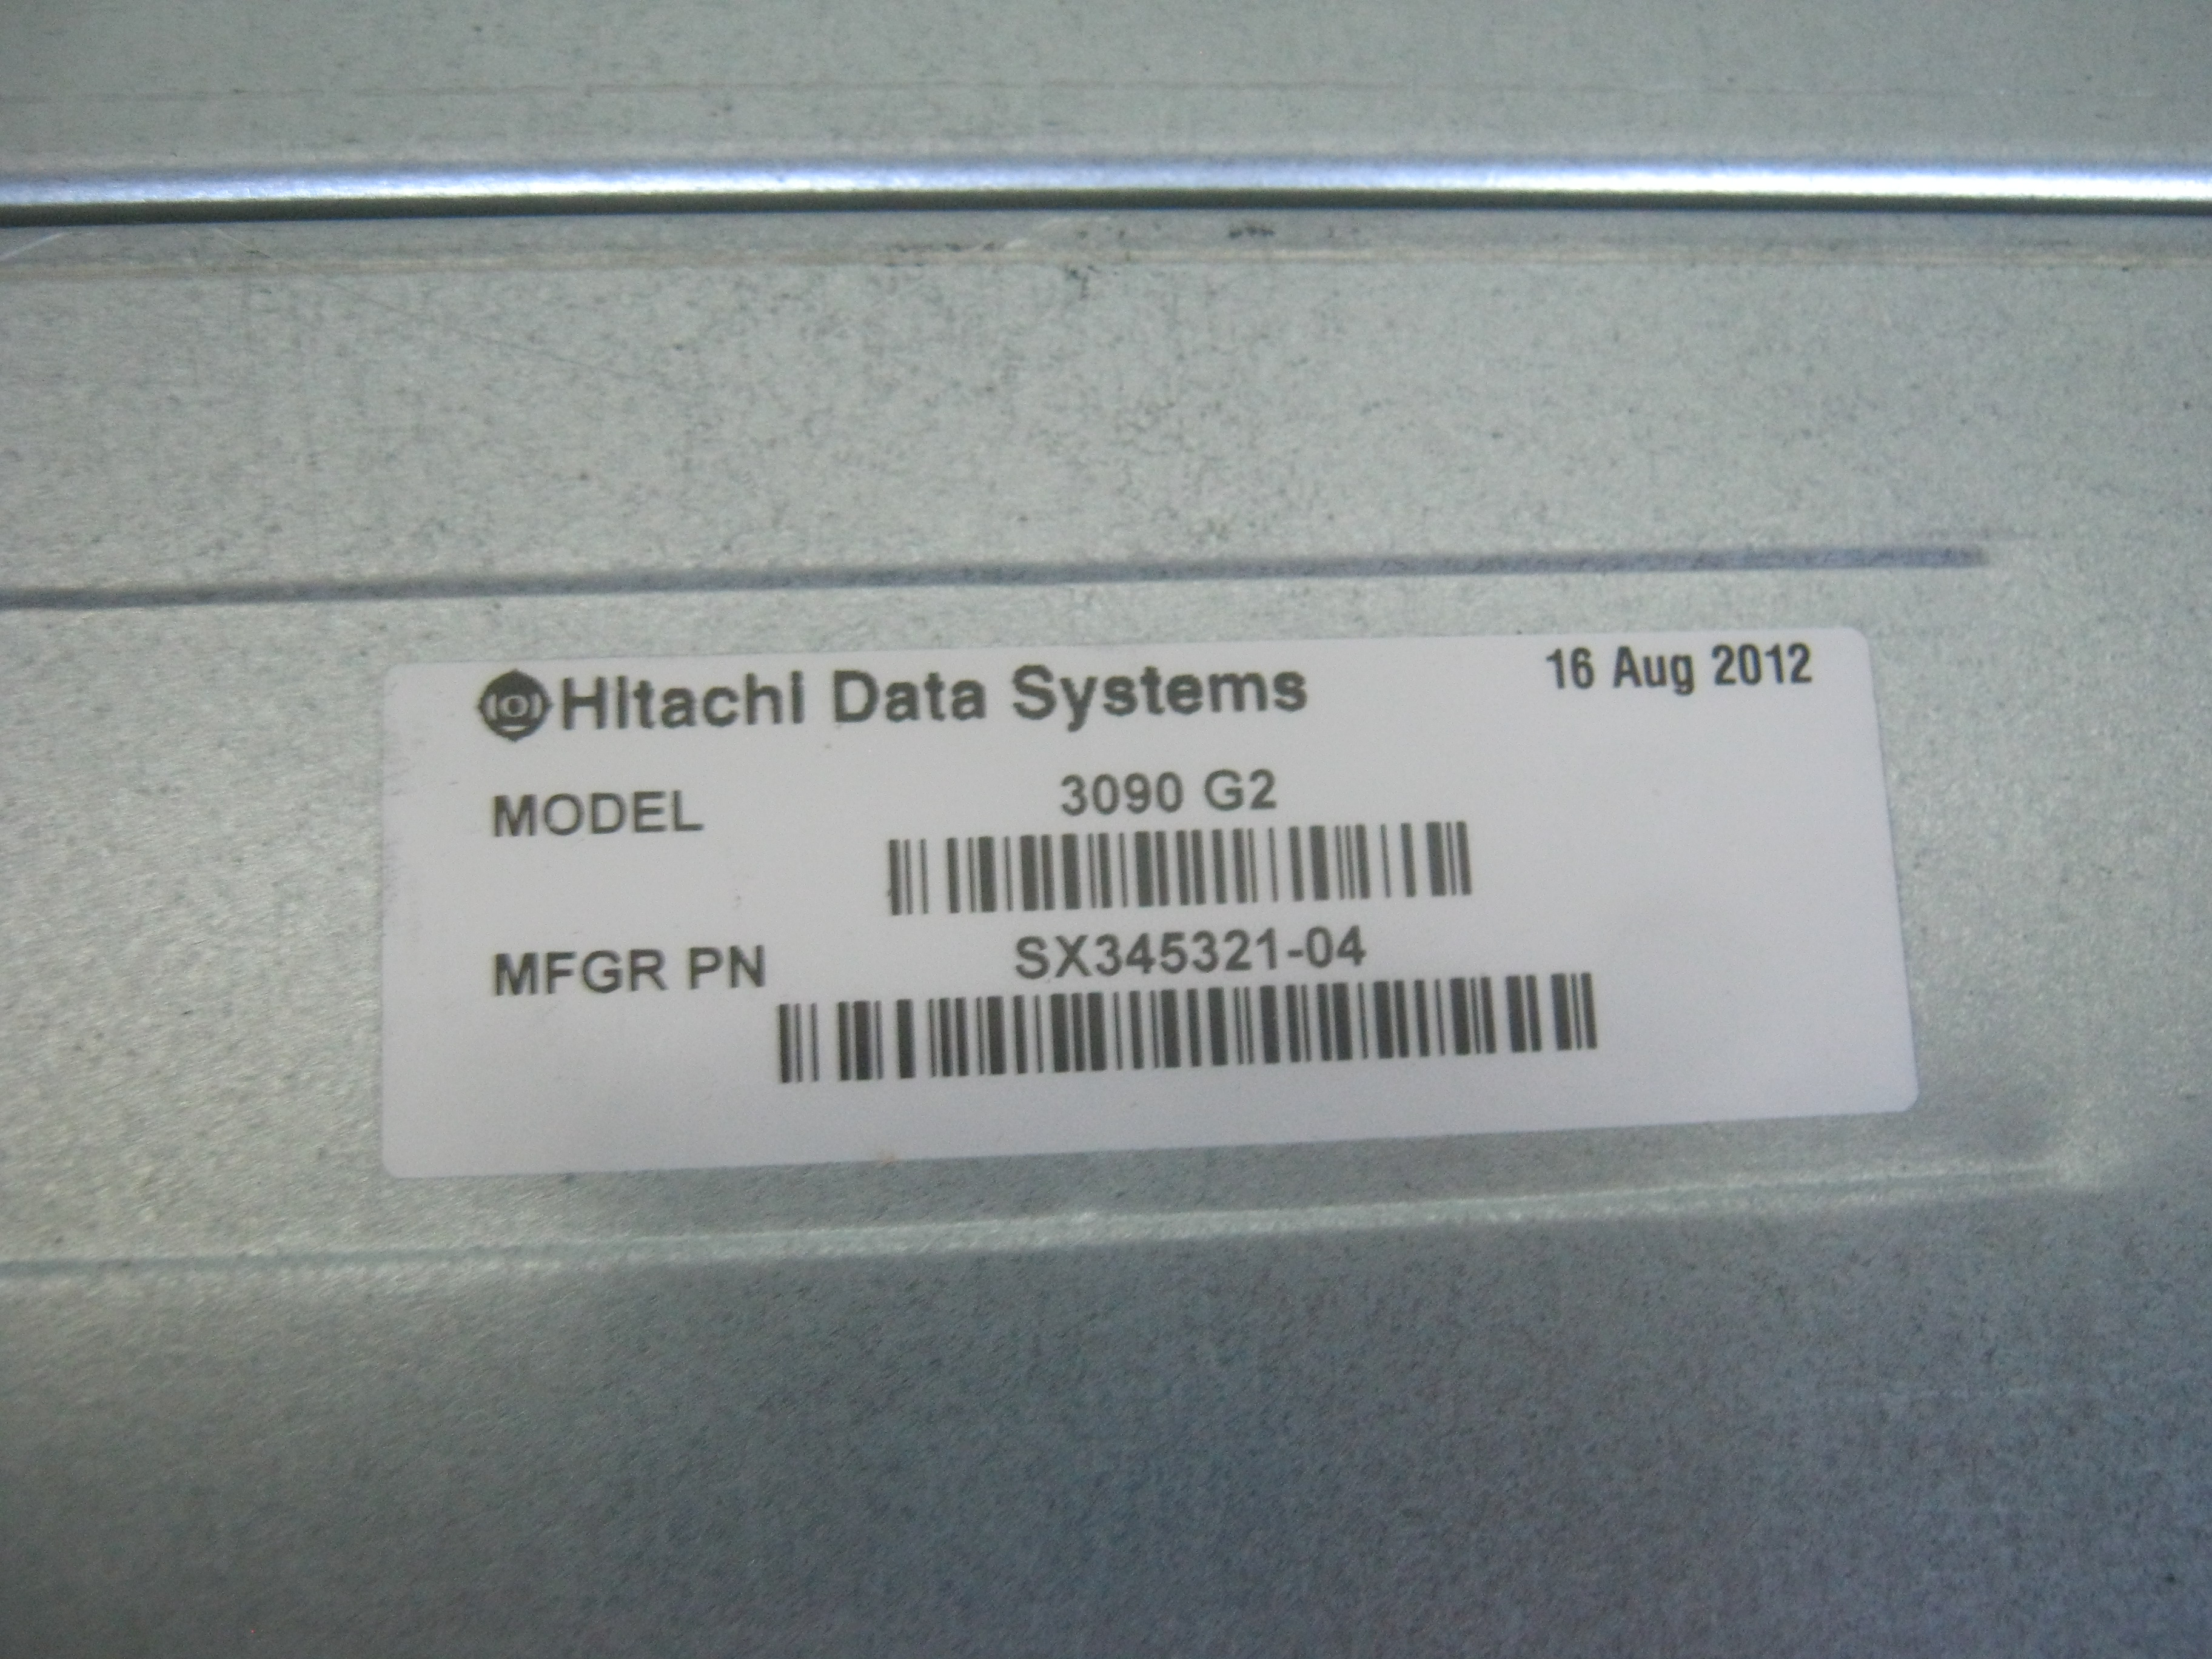 Hitachi Data Systems 16 Aug 2012
MODEL 3090 G2
MFGR PN SX345321-04